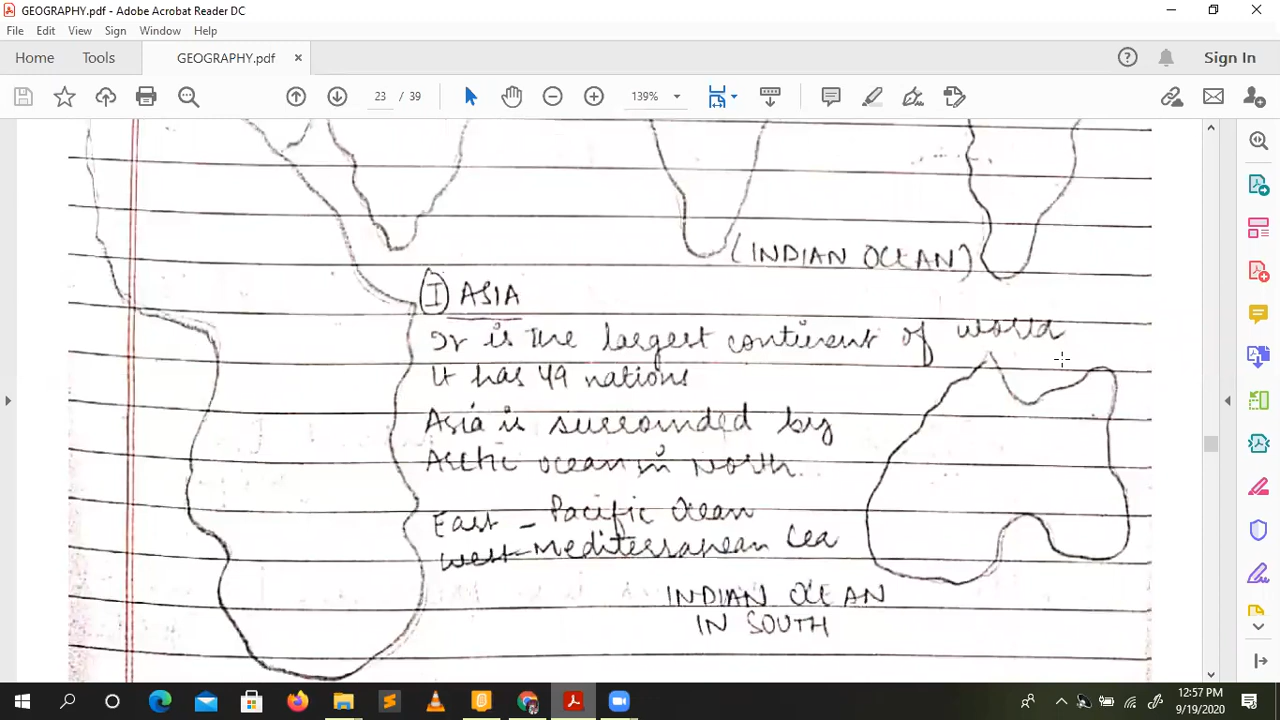 GEOGRAPHY.pdf - Adobe Acrobat Reader DC
File Edit View Sign Window Help
Home Tools GEOGRAPHY.pdf × Sign In
23 / 39 139%
(INDIAN OCEAN)
(I) ASIA
It is the largest continent of world
It has 49 nations
Asia is surrounded by
Arctic ocean in North.
East - Pacific Ocean
West - Mediterranean Sea
INDIAN OCEAN
IN SOUTH
12:57 PM
9/19/2020